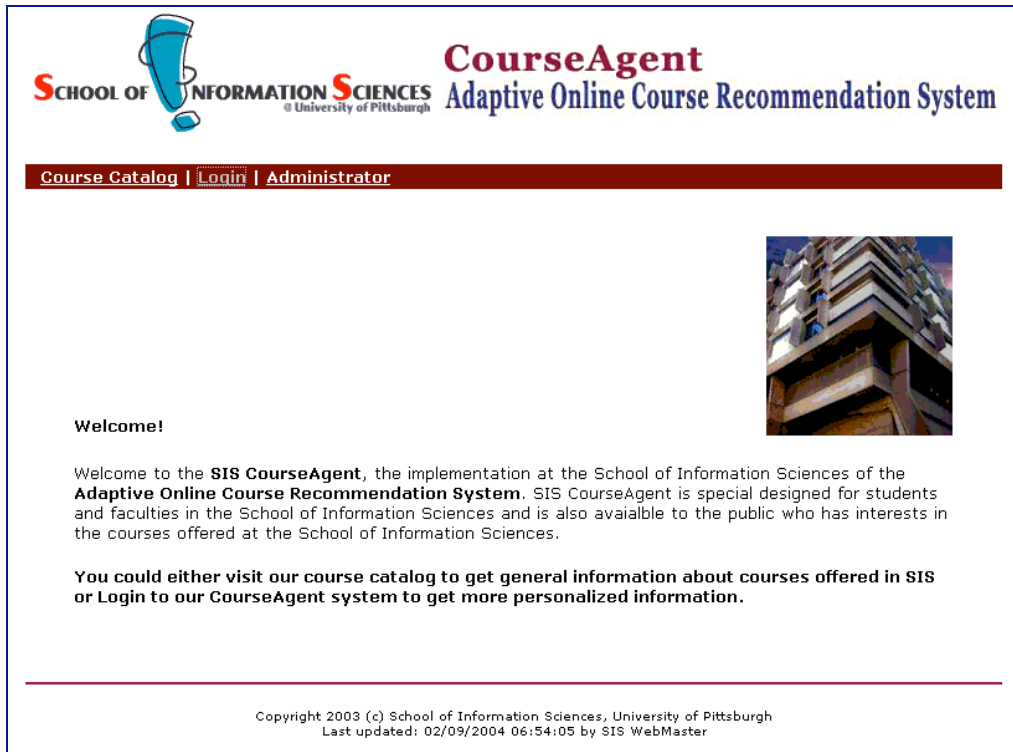 SCHOOL OF INFORMATION SCIENCES
@ University of Pittsburgh
CourseAgent
Adaptive Online Course Recommendation System
Course Catalog | Login | Administrator
Welcome!
Welcome to the SIS CourseAgent, the implementation at the School of Information Sciences of the
Adaptive Online Course Recommendation System. SIS CourseAgent is special designed for students
and faculties in the School of Information Sciences and is also avaialble to the public who has interests in
the courses offered at the School of Information Sciences.
You could either visit our course catalog to get general information about courses offered in SIS
or Login to our CourseAgent system to get more personalized information.
Copyright 2003 (c) School of Information Sciences, University of Pittsburgh
Last updated: 02/09/2004 06:54:05 by SIS WebMaster